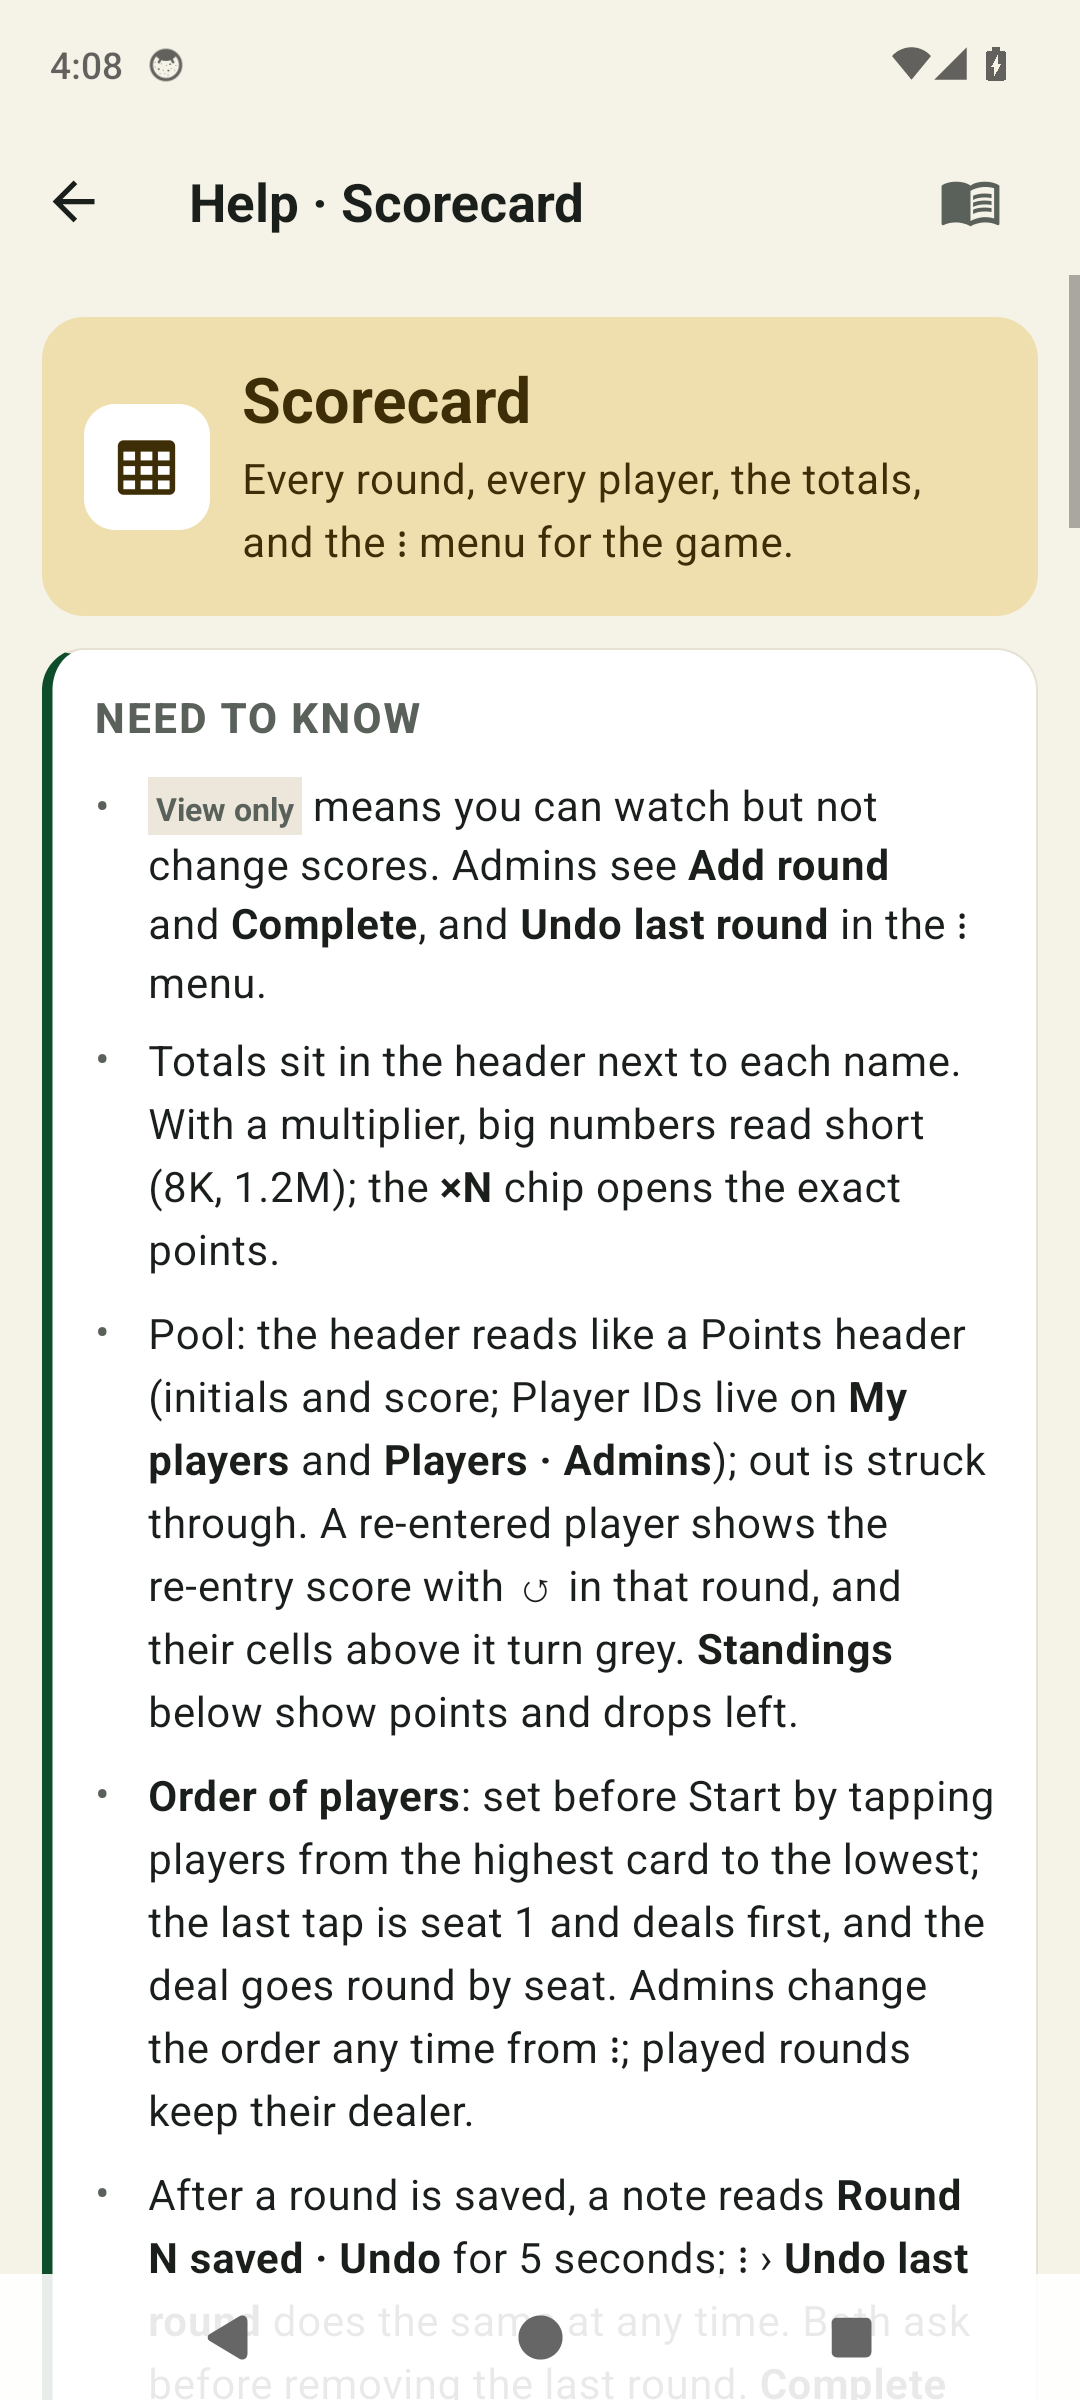 4:08
Help · Scorecard
Scorecard
Every round, every player, the totals,
and the ⋮ menu for the game.
NEED TO KNOW
• View only means you can watch but not
change scores. Admins see Add round
and Complete, and Undo last round in the ⋮
menu.
• Totals sit in the header next to each name.
With a multiplier, big numbers read short
(8K, 1.2M); the ×N chip opens the exact
points.
• Pool: the header reads like a Points header
(initials and score; Player IDs live on My
players and Players · Admins); out is struck
through. A re-entered player shows the
re-entry score with ↺ in that round, and
their cells above it turn grey. Standings
below show points and drops left.
• Order of players: set before Start by tapping
players from the highest card to the lowest;
the last tap is seat 1 and deals first, and the
deal goes round by seat. Admins change
the order any time from ⋮; played rounds
keep their dealer.
• After a round is saved, a note reads Round
N saved · Undo for 5 seconds; ⋮ › Undo last
round does the same at any time. Both ask
before removing the last round. Complete